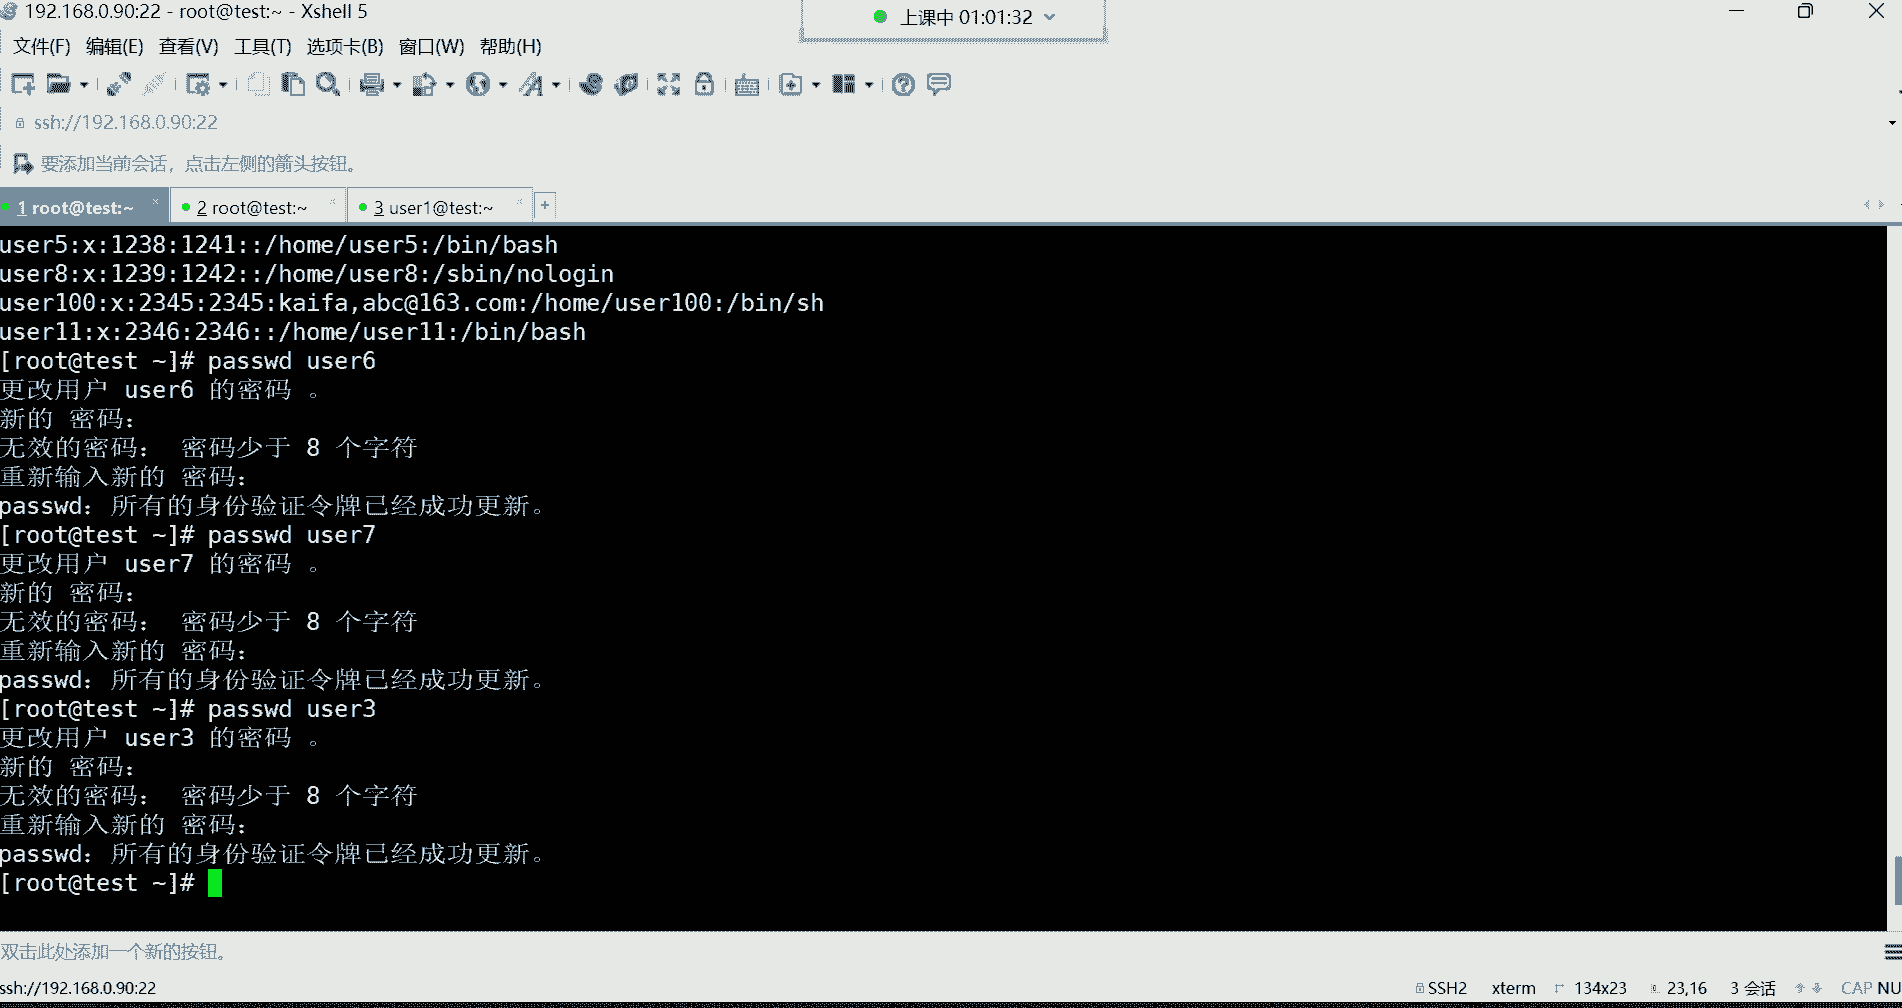 192.168.0.90:22 - root@test:~ - Xshell 5
上课中 01:01:32
文件(F) 编辑(E) 查看(V) 工具(T) 选项卡(B) 窗口(W) 帮助(H)
ssh://192.168.0.90:22
要添加当前会话，点击左侧的箭头按钮。
1 root@test:~ × 2 root@test:~ × 3 user1@test:~ × +
user5:x:1238:1241::/home/user5:/bin/bash
user8:x:1239:1242::/home/user8:/sbin/nologin
user100:x:2345:2345:kaifa,abc@163.com:/home/user100:/bin/sh
user11:x:2346:2346::/home/user11:/bin/bash
[root@test ~]# passwd user6
更改用户 user6 的密码 。
新的 密码：
无效的密码： 密码少于 8 个字符
重新输入新的 密码：
passwd：所有的身份验证令牌已经成功更新。
[root@test ~]# passwd user7
更改用户 user7 的密码 。
新的 密码：
无效的密码： 密码少于 8 个字符
重新输入新的 密码：
passwd：所有的身份验证令牌已经成功更新。
[root@test ~]# passwd user3
更改用户 user3 的密码 。
新的 密码：
无效的密码： 密码少于 8 个字符
重新输入新的 密码：
passwd：所有的身份验证令牌已经成功更新。
[root@test ~]#
双击此处添加一个新的按钮。
ssh://192.168.0.90:22 SSH2 xterm 134x23 23,16 3 会话 CAP NU